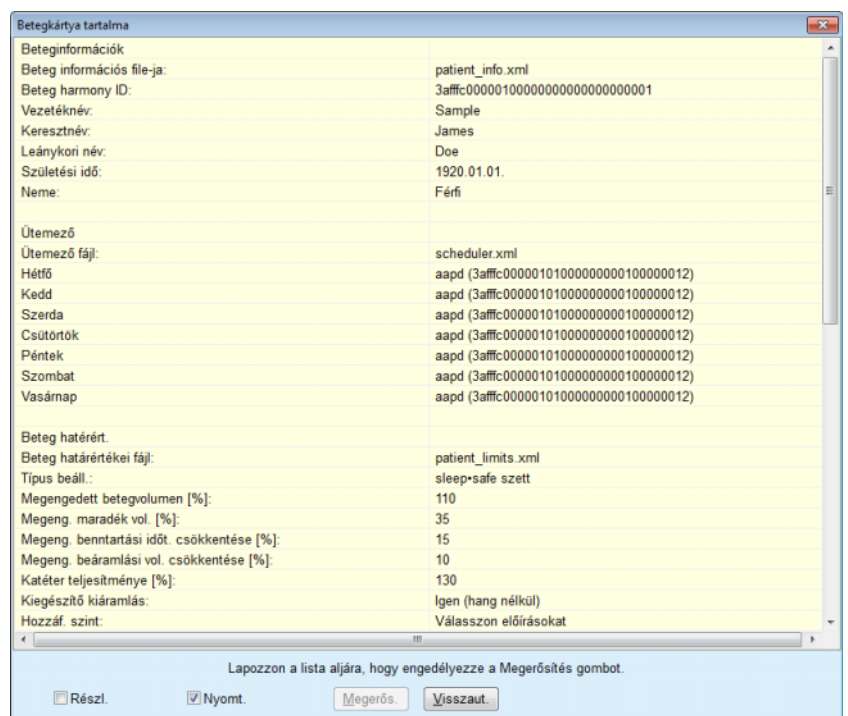 Betegkártya tartalma
Beteginformációk
Beteg információs file-ja: patient_info.xml
Beteg harmony ID: 3afffc00000100000000000000000001
Vezetéknév: Sample
Keresztnév: James
Leánykori név: Doe
Születési idő: 1920.01.01.
Neme: Férfi
Ütemező
Ütemező fájl: scheduler.xml
Hétfő aapd (3afffc00000101000000000100000012)
Kedd aapd (3afffc00000101000000000100000012)
Szerda aapd (3afffc00000101000000000100000012)
Csütörtök aapd (3afffc00000101000000000100000012)
Péntek aapd (3afffc00000101000000000100000012)
Szombat aapd (3afffc00000101000000000100000012)
Vasárnap aapd (3afffc00000101000000000100000012)
Beteg határért.
Beteg határértékei fájl: patient_limits.xml
Típus beáll.: sleep•safe szett
Megengedett betegvolumen [%]: 110
Megeng. maradék vol. [%]: 35
Megeng. benntartási időt. csökkentése [%]: 15
Megeng. beáramlási vol. csökkentése [%]: 10
Katéter teljesítménye [%]: 130
Kiegészítő kiáramlás: Igen (hang nélkül)
Hozzáf. szint: Válasszon előírásokat
Lapozzon a lista aljára, hogy engedélyezze a Megerősítés gombot.
Részl. Nyomt. Megerős. Visszaut.